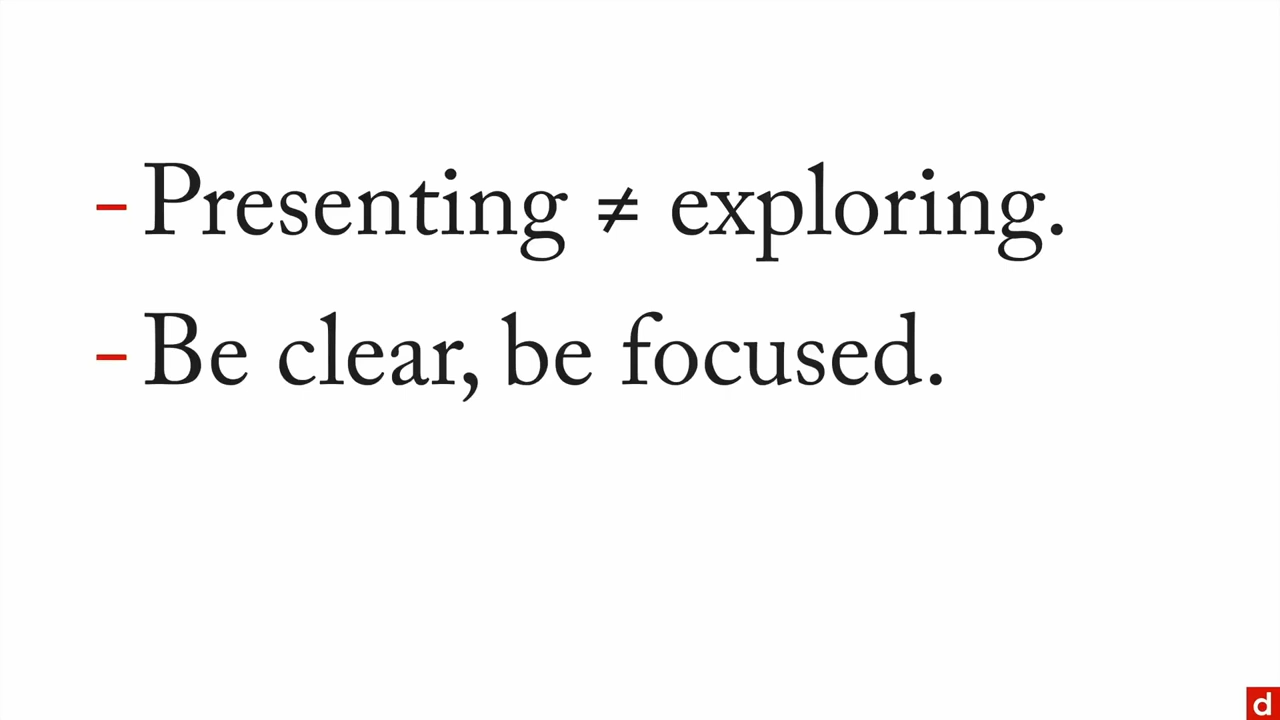 - Presenting ≠ exploring.
- Be clear, be focused.
d